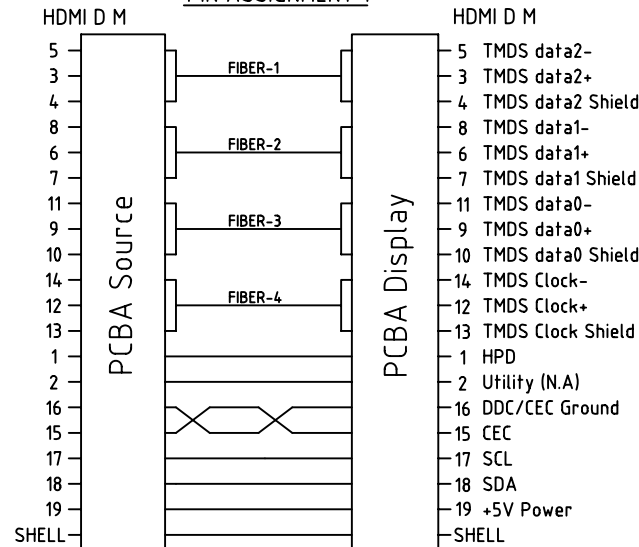 HDMI D M
HDMI D M
5 FIBER-1 5 TMDS data2-
3 3 TMDS data2+
4 4 TMDS data2 Shield
8 FIBER-2 8 TMDS data1-
6 6 TMDS data1+
7 7 TMDS data1 Shield
11 FIBER-3 11 TMDS data0-
9 9 TMDS data0+
10 10 TMDS data0 Shield
14 FIBER-4 14 TMDS Clock-
12 12 TMDS Clock+
13 13 TMDS Clock Shield
1 1 HPD
2 2 Utility (N.A)
16 16 DDC/CEC Ground
15 15 CEC
17 17 SCL
18 18 SDA
19 19 +5V Power
SHELL SHELL
PCBA Source
PCBA Display